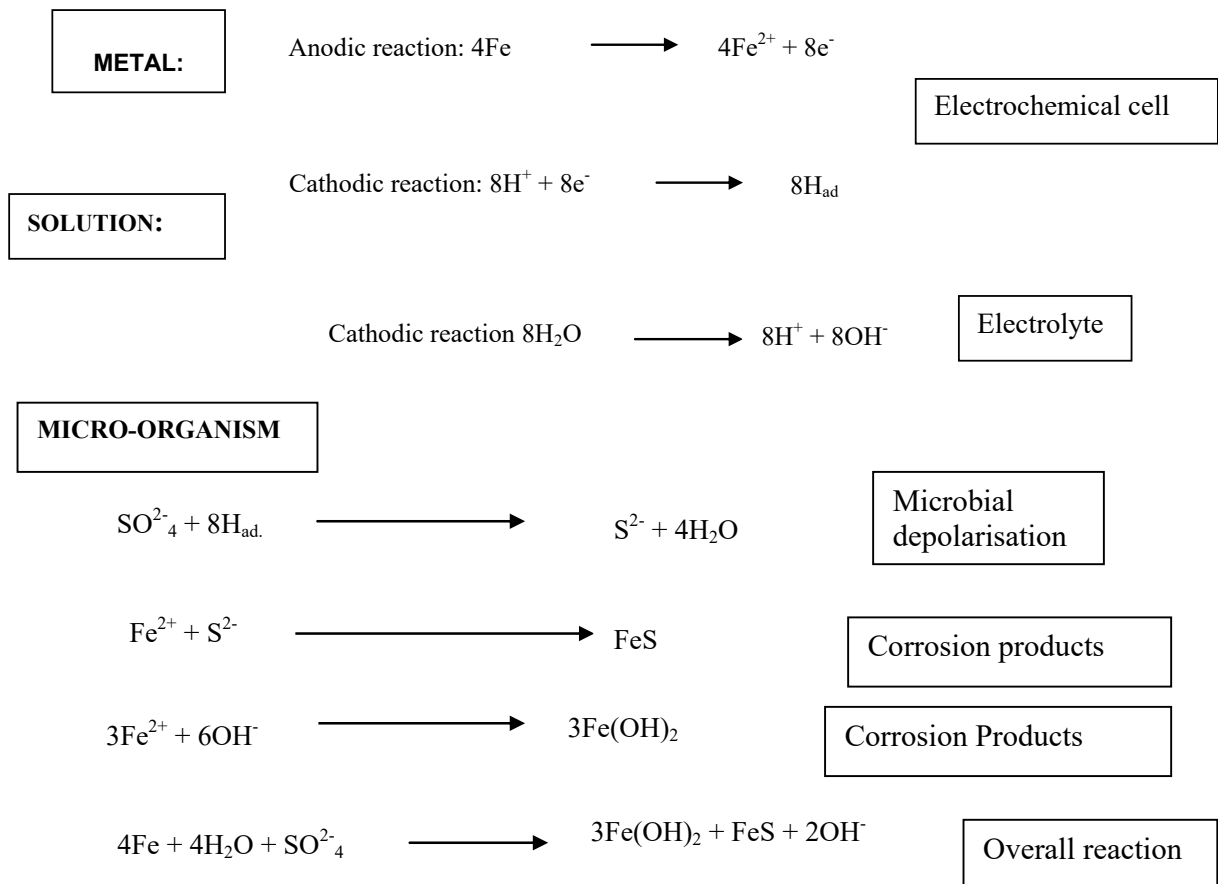 METAL:
Anodic reaction: 4Fe ⟶ 4Fe²⁺ + 8e⁻
Electrochemical cell
Cathodic reaction: 8H⁺ + 8e⁻ ⟶ 8Hₐd
SOLUTION:
Cathodic reaction 8H₂O ⟶ 8H⁺ + 8OH⁻
Electrolyte
MICRO-ORGANISM
SO²⁻₄ + 8Hₐd. ⟶ S²⁻ + 4H₂O
Microbial
depolarisation
Fe²⁺ + S²⁻ ⟶ FeS
Corrosion products
3Fe²⁺ + 6OH⁻ ⟶ 3Fe(OH)₂
Corrosion Products
4Fe + 4H₂O + SO²⁻₄ ⟶ 3Fe(OH)₂ + FeS + 2OH⁻
Overall reaction